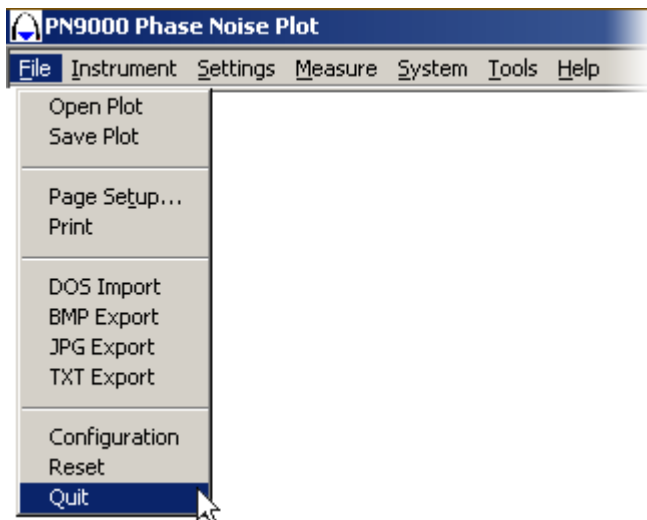 PN9000 Phase Noise Plot
File Instrument Settings Measure System Tools Help
Open Plot
Save Plot
Page Setup...
Print
DOS Import
BMP Export
JPG Export
TXT Export
Configuration
Reset
Quit